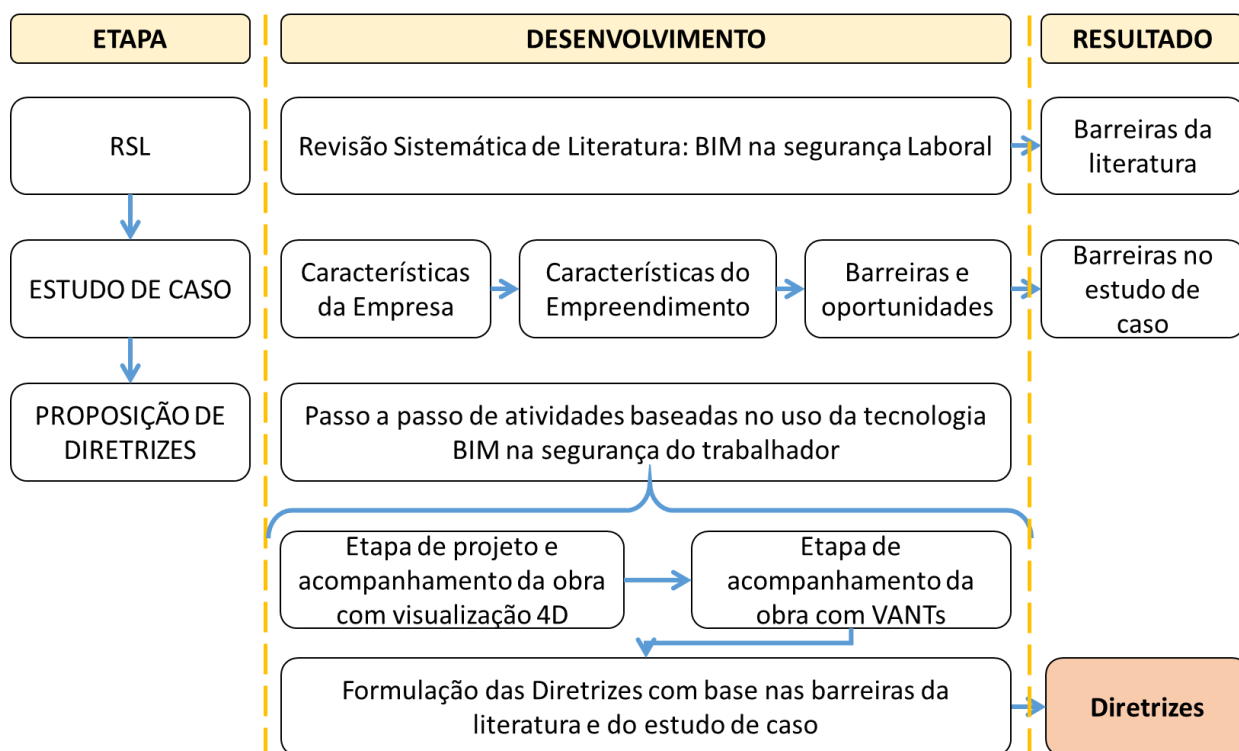 ETAPA
DESENVOLVIMENTO
RESULTADO
RSL
Revisão Sistemática de Literatura: BIM na segurança Laboral
Barreiras da
literatura
ESTUDO DE CASO
Características
da Empresa
Características do
Empreendimento
Barreiras e
oportunidades
Barreiras no
estudo de
caso
PROPOSIÇÃO DE
DIRETRIZES
Passo a passo de atividades baseadas no uso da tecnologia
BIM na segurança do trabalhador
Etapa de projeto e
acompanhamento da obra
com visualização 4D
Etapa de
acompanhamento da
obra com VANTs
Formulação das Diretrizes com base nas barreiras da
literatura e do estudo de caso
Diretrizes